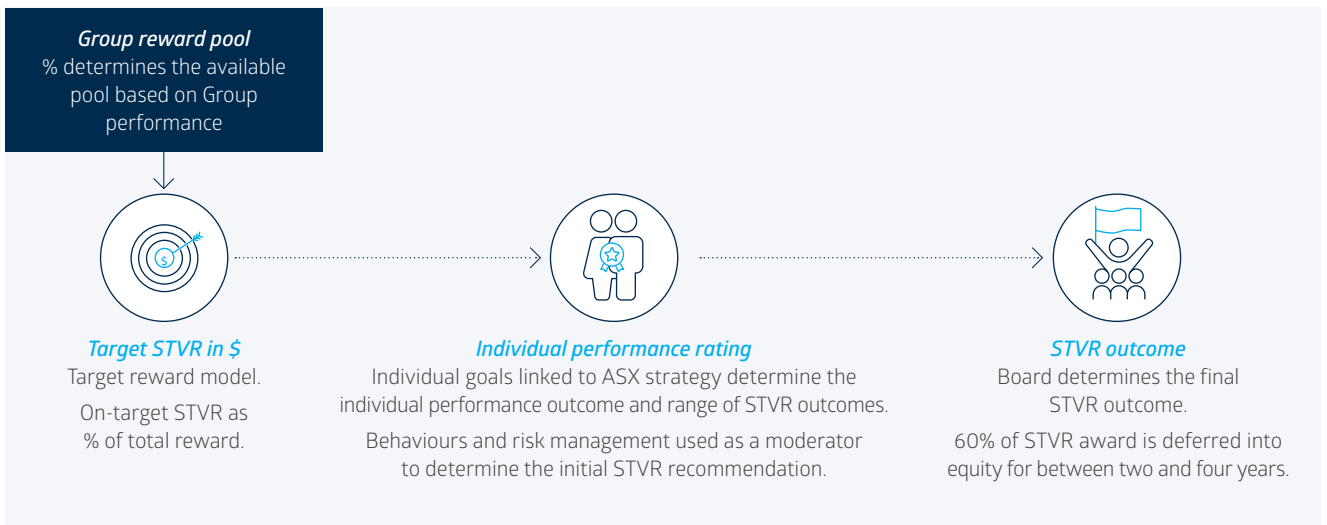 Group reward pool
% determines the available
pool based on Group
performance
$
Target STVR in $
Target reward model.
On-target STVR as
% of total reward.
Individual performance rating
Individual goals linked to ASX strategy determine the
individual performance outcome and range of STVR outcomes.
Behaviours and risk management used as a moderator
to determine the initial STVR recommendation.
STVR outcome
Board determines the final
STVR outcome.
60% of STVR award is deferred into
equity for between two and four years.